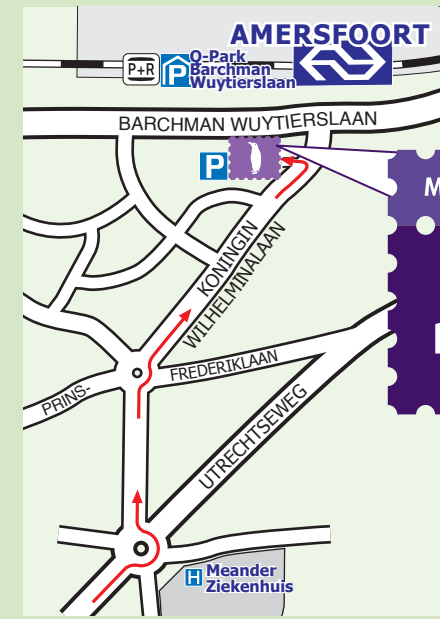 AMERSFOORT
P+R
P
Q-Park
Barchman
Wuytierslaan
BARCHMAN WUYTIERSLAAN
P
M
KONINGIN
WILHELMINALAAN
FREDERIKLAAN
PRINS-
UTRECHTSEWEG
H
Meander
Ziekenhuis